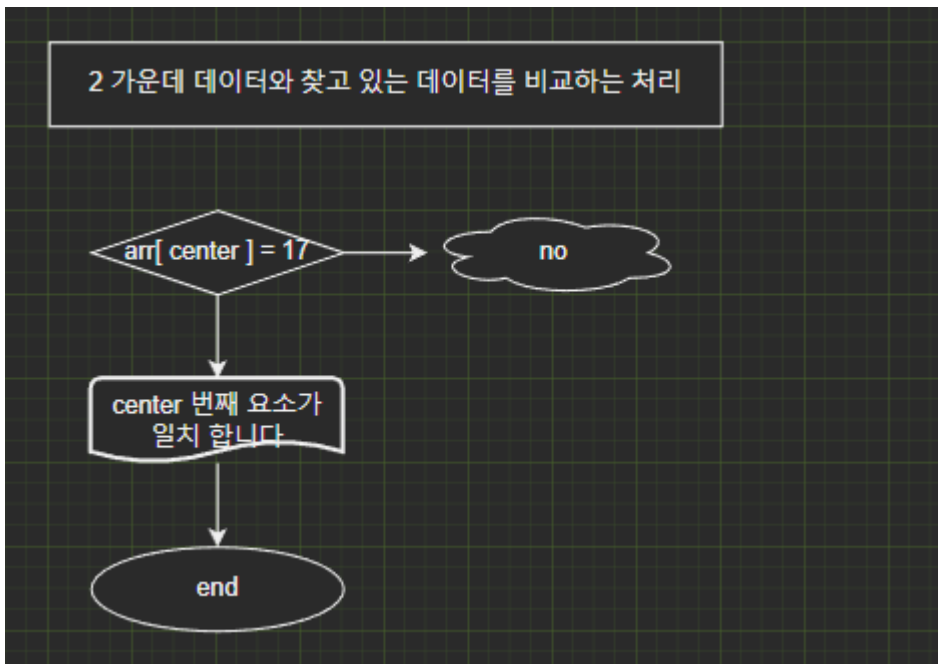 2 가운데 데이터와 찾고 있는 데이터를 비교하는 처리
arr[ center ] = 17
no
center 번째 요소가
일치 합니다
end